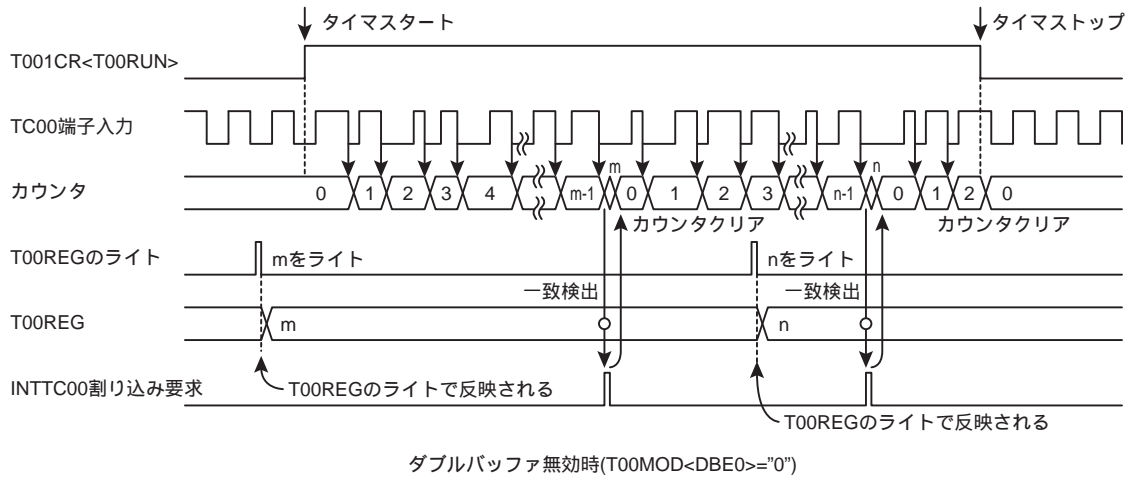 タイマスタート
タイマストップ
T001CR<T00RUN>
TC00端子入力
カウンタ
0 1 2 3 4 m-1 m 0 1 2 3 n-1 n 0 1 2 0
カウンタクリア
カウンタクリア
T00REGのライト
mをライト
nをライト
一致検出
一致検出
T00REG
m
n
INTTC00割り込み要求
T00REGのライトで反映される
T00REGのライトで反映される
ダブルバッファ無効時(T00MOD<DBE0>=”0”)